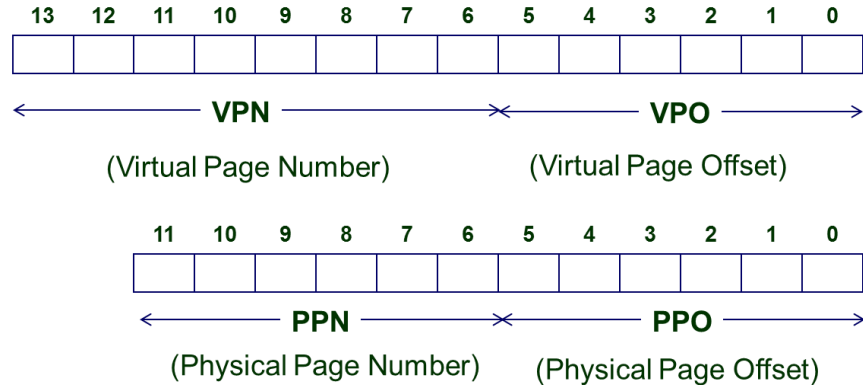 13 12 11 10 9 8 7 6 5 4 3 2 1 0
VPN VPO
(Virtual Page Number) (Virtual Page Offset)
11 10 9 8 7 6 5 4 3 2 1 0
PPN PPO
(Physical Page Number) (Physical Page Offset)